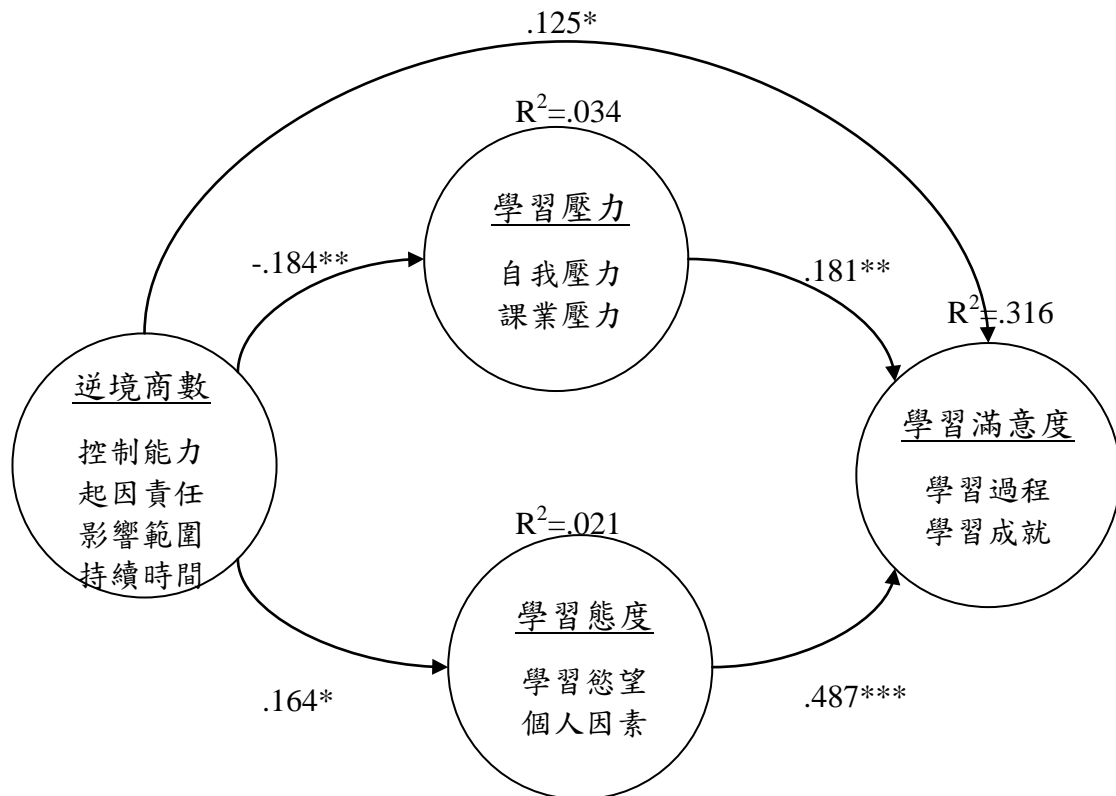 .125*
R²=.034
學習壓力
自我壓力
課業壓力
-.184**
.181**
R²=.316
逆境商數
控制能力
起因責任
影響範圍
持續時間
學習滿意度
學習過程
學習成就
R²=.021
學習態度
學習慾望
個人因素
.164*
.487***